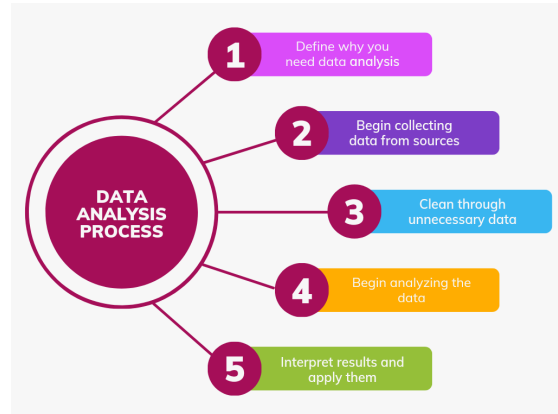 1
Define why you
need data analysis
2
Begin collecting
data from sources
DATA
ANALYSIS
PROCESS
3
Clean through
unnecessary data
4
Begin analyzing the
data
5
Interpret results and
apply them